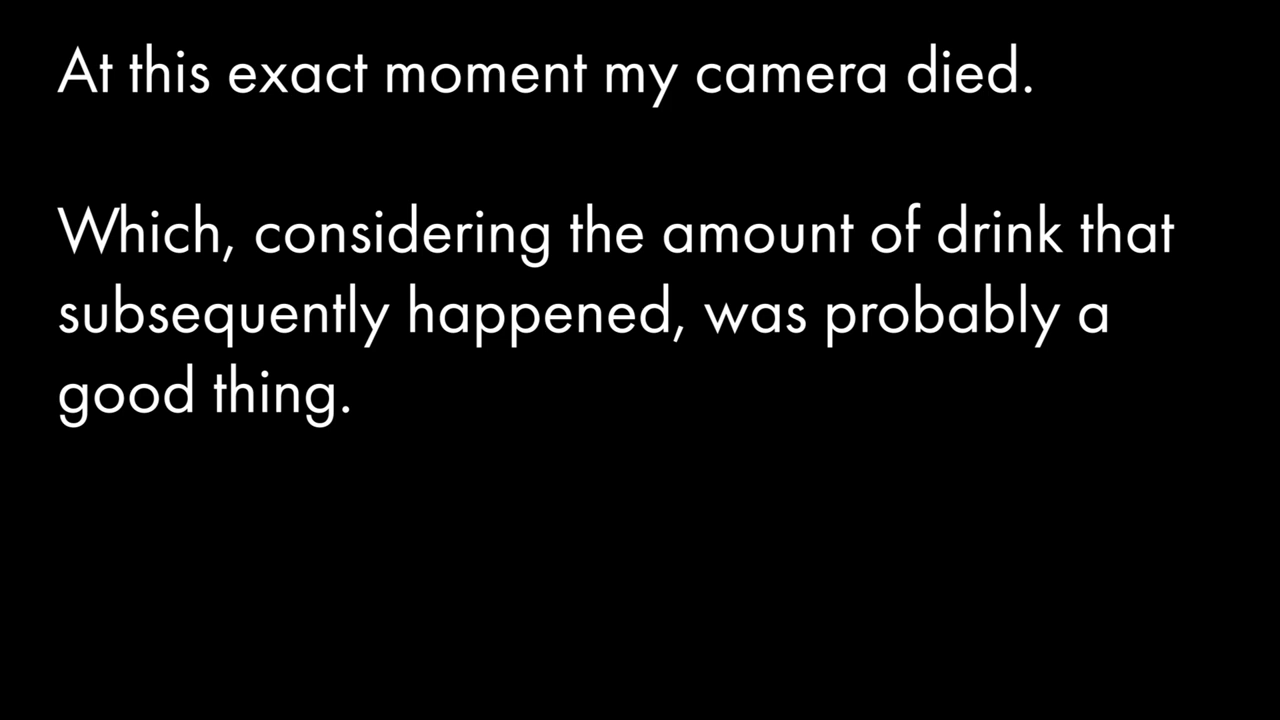 At this exact moment my camera died.
Which, considering the amount of drink that
subsequently happened, was probably a
good thing.